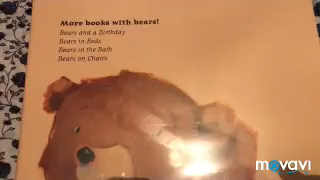 More books with bears!
Bears and a Birthday
Bears in Beds
Bears in the Bath
Bears on Chairs
movavi